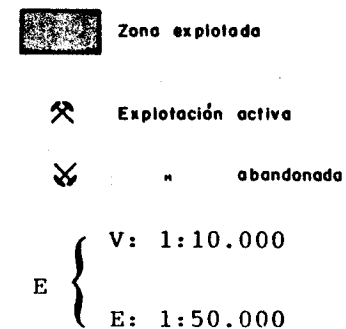 Zona explotada
Explotación activa
" abandonada
V: 1:10.000
E
E: 1:50.000